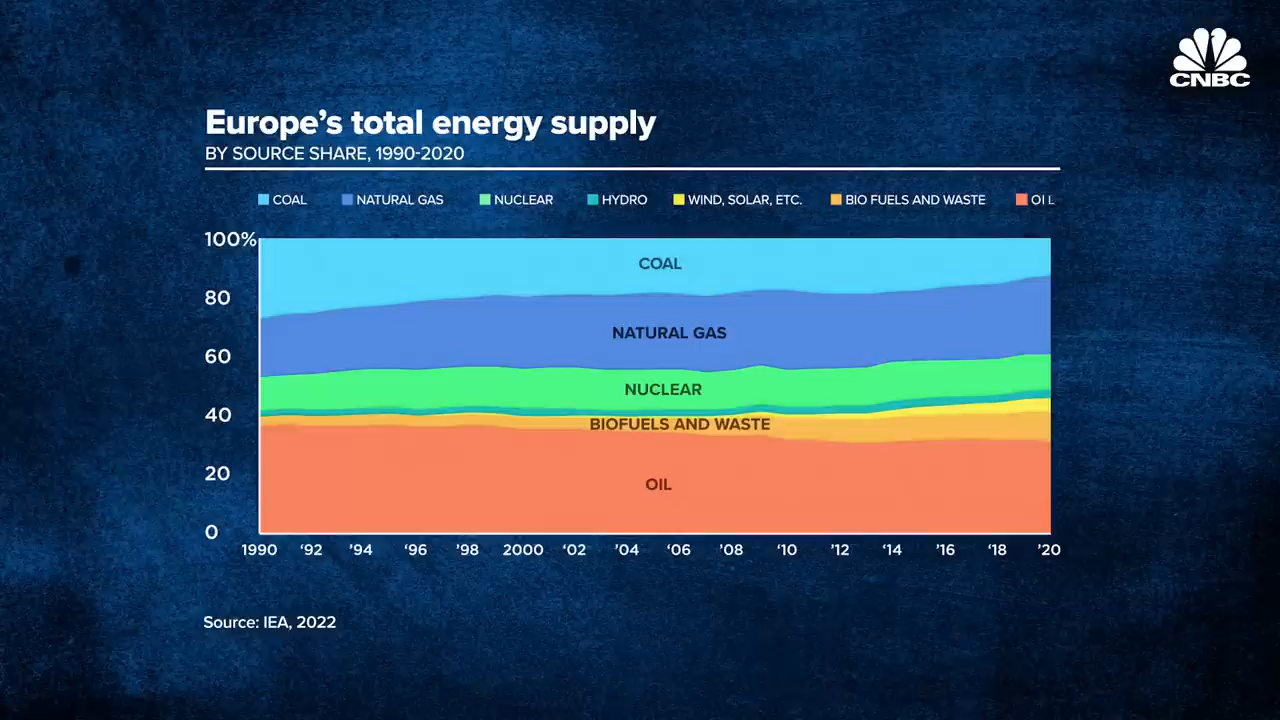 CNBC
Europe’s total energy supply
BY SOURCE SHARE, 1990-2020
COAL NATURAL GAS NUCLEAR HYDRO WIND, SOLAR, ETC. BIO FUELS AND WASTE OIL
100%
COAL
80
NATURAL GAS
60
NUCLEAR
40
BIOFUELS AND WASTE
20
OIL
0
1990 ‘92 ‘94 ‘96 ‘98 2000 ‘02 ‘04 ‘06 ‘08 ‘10 ‘12 ‘14 ‘16 ‘18 ‘20
Source: IEA, 2022